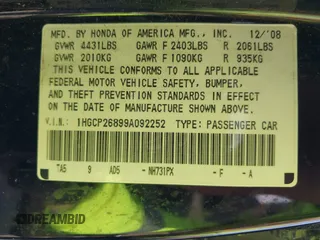 MFD. BY HONDA OF AMERICA MFG., INC. 12/'08
GVWR 4431LBS GAWR F 2403LBS R 2061LBS
GVWR 2010KG GAWR F 1090KG R 935KG
THIS VEHICLE CONFORMS TO ALL APPLICABLE
FEDERAL MOTOR VEHICLE SAFETY, BUMPER,
AND THEFT PREVENTION STANDARDS IN EFFECT
ON THE DATE OF MANUFACTURE SHOWN ABOVE.
V.I.N.: 1HGCP26899A092252 TYPE: PASSENGER CAR
TA5 9 AD5 - NH731PX - F - A
DREAMBID